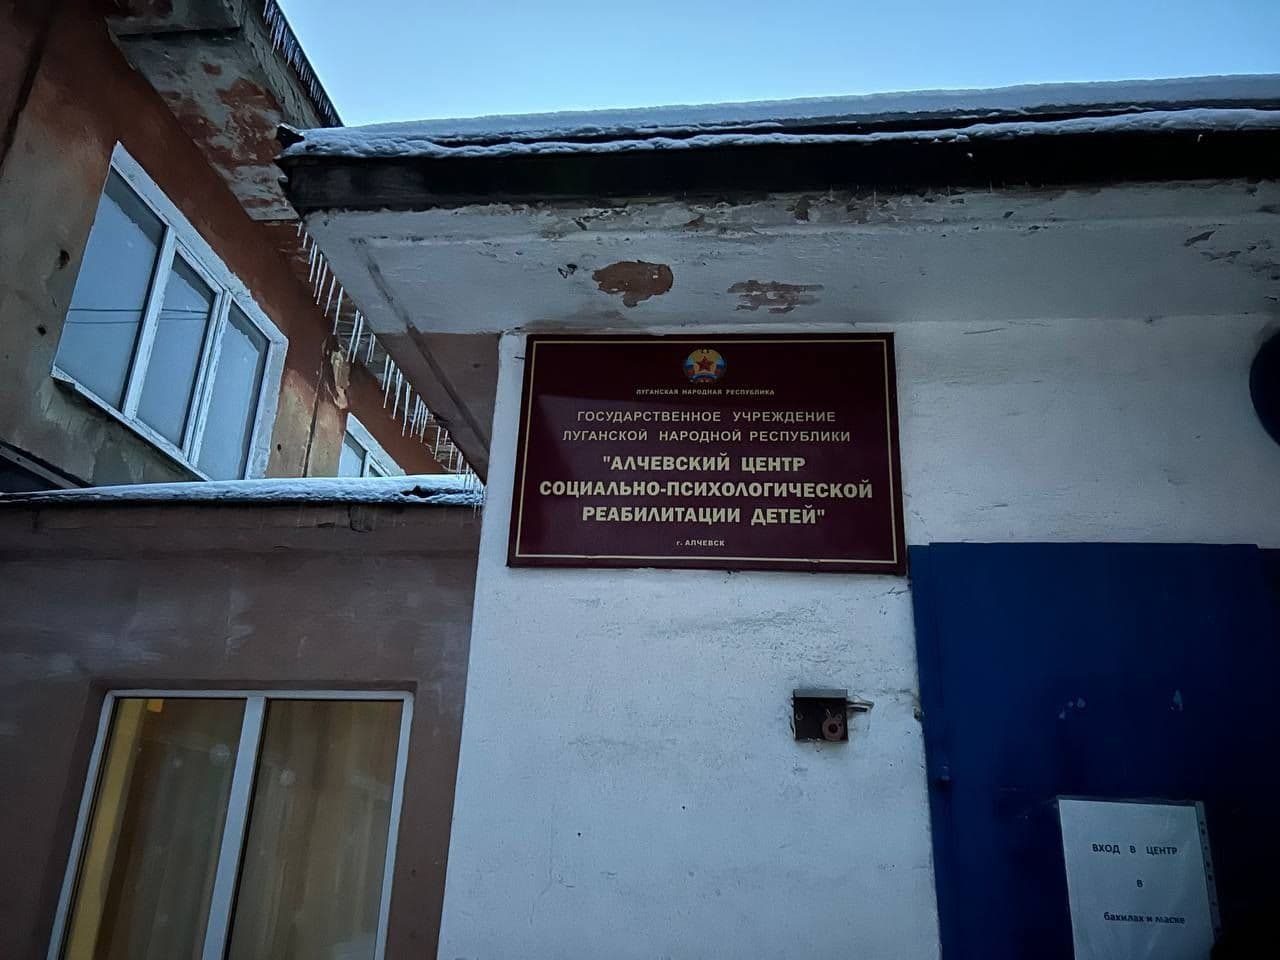 ЛУГАНСКАЯ НАРОДНАЯ РЕСПУБЛИКА
ГОСУДАРСТВЕННОЕ УЧРЕЖДЕНИЕ
ЛУГАНСКОЙ НАРОДНОЙ РЕСПУБЛИКИ
"АЛЧЕВСКИЙ ЦЕНТР
СОЦИАЛЬНО-ПСИХОЛОГИЧЕСКОЙ
РЕАБИЛИТАЦИИ ДЕТЕЙ"
г. АЛЧЕВСК
ВХОД В ЦЕНТР
В
бахилах и маске